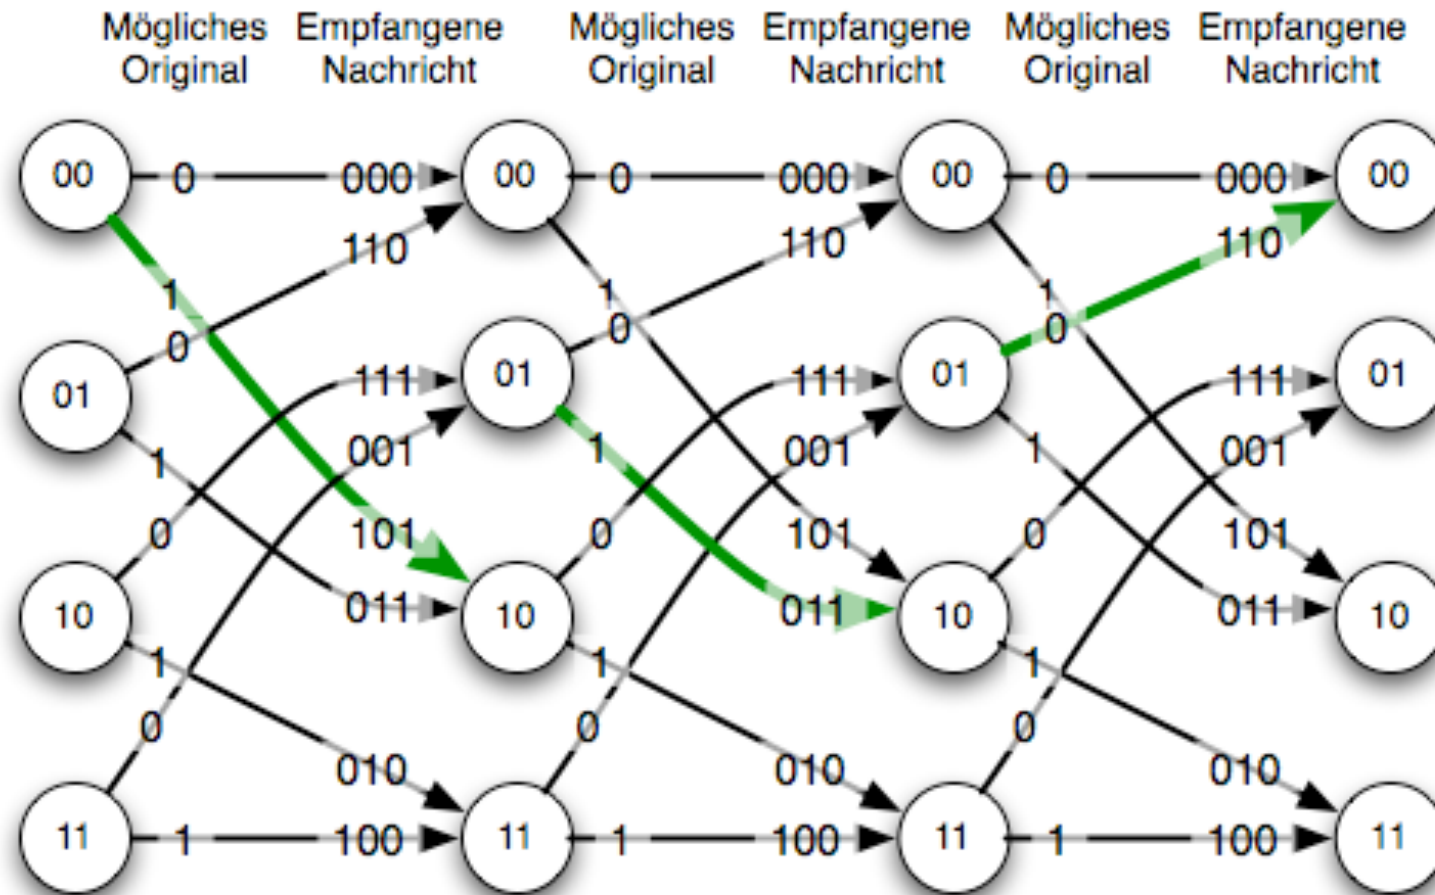 Mögliches Empfangene Mögliches Empfangene Mögliches Empfangene
Original Nachricht Original Nachricht Original Nachricht
00 0 000 00 0 000 00 0 000 00
110 110 110
1 1 1
0 0 0
01 111 01 111 01 111 01
1 001 1 001 1 001
0 101 0 101 0 101
10 011 10 011 10 011 10
1 1 1
0 0 0
010 010 010
11 1 100 11 1 100 11 1 100 11